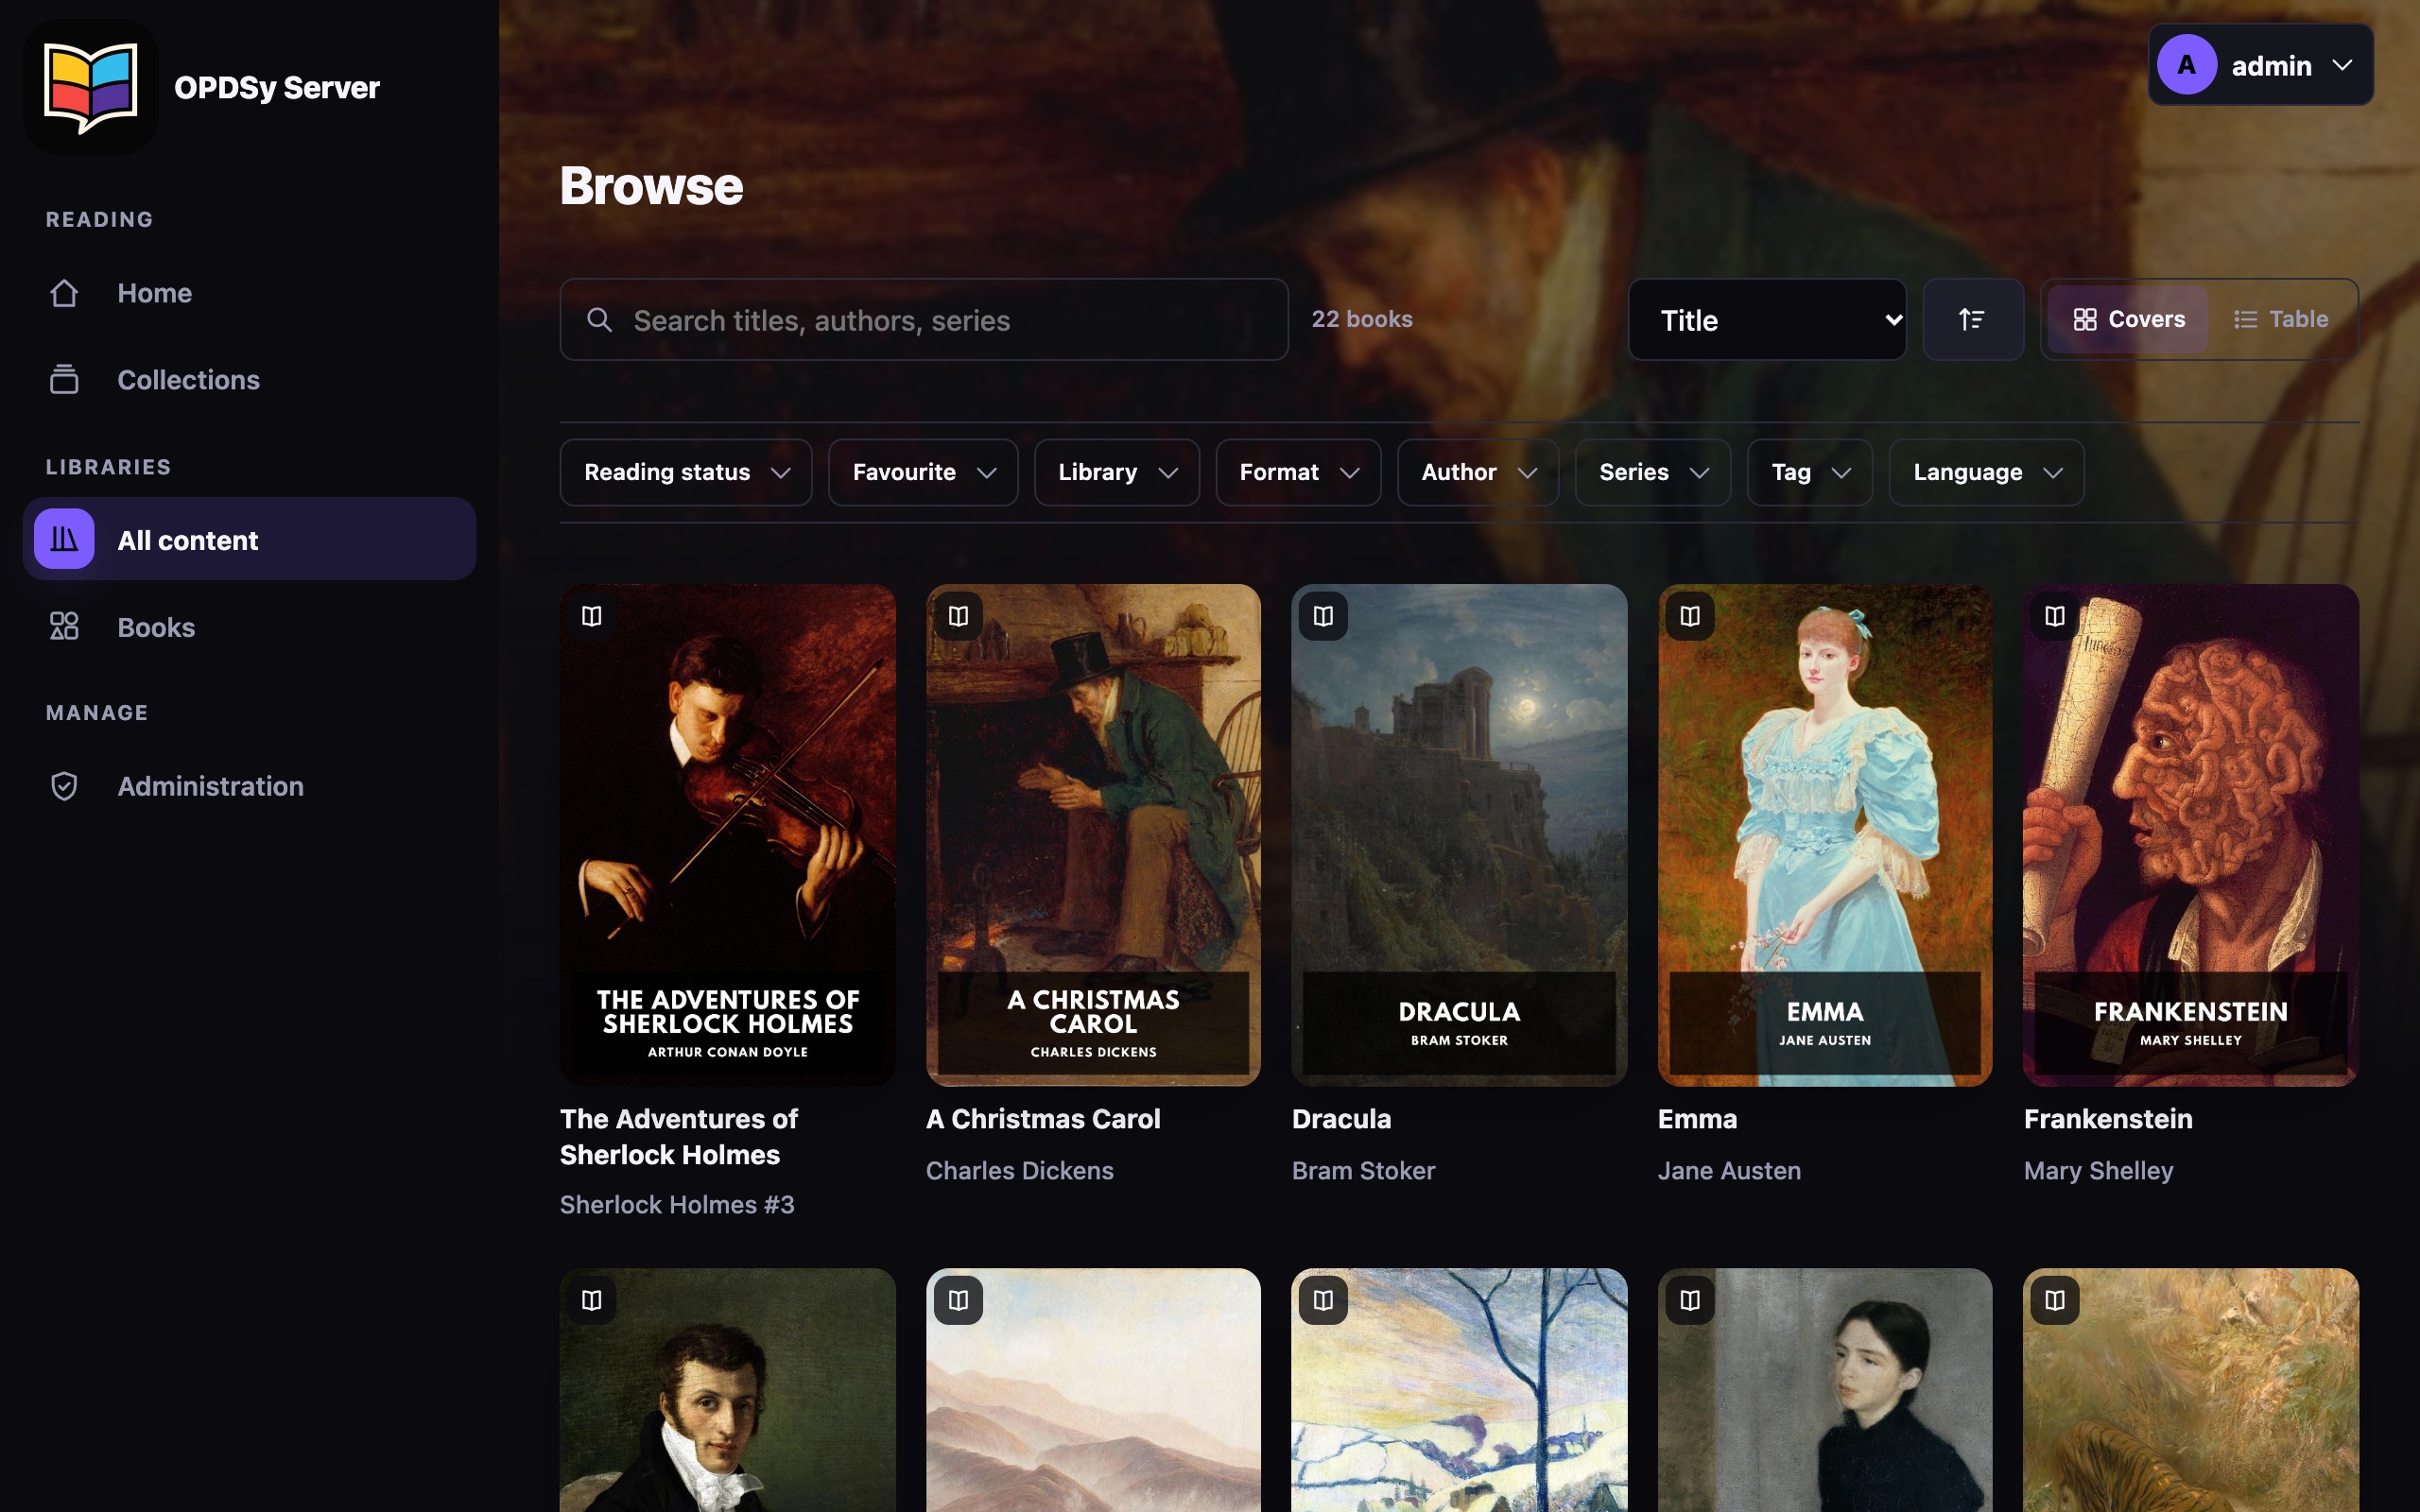 OPDSy Server
READING
Home
Collections
LIBRARIES
All content
Books
MANAGE
Administration
A admin
Browse
Search titles, authors, series
22 books
Title
Covers
Table
Reading status
Favourite
Library
Format
Author
Series
Tag
Language
THE ADVENTURES OF
SHERLOCK HOLMES
ARTHUR CONAN DOYLE
The Adventures of
Sherlock Holmes
Sherlock Holmes #3
A CHRISTMAS
CAROL
CHARLES DICKENS
A Christmas Carol
Charles Dickens
DRACULA
BRAM STOKER
Dracula
Bram Stoker
EMMA
JANE AUSTEN
Emma
Jane Austen
FRANKENSTEIN
MARY SHELLEY
Frankenstein
Mary Shelley